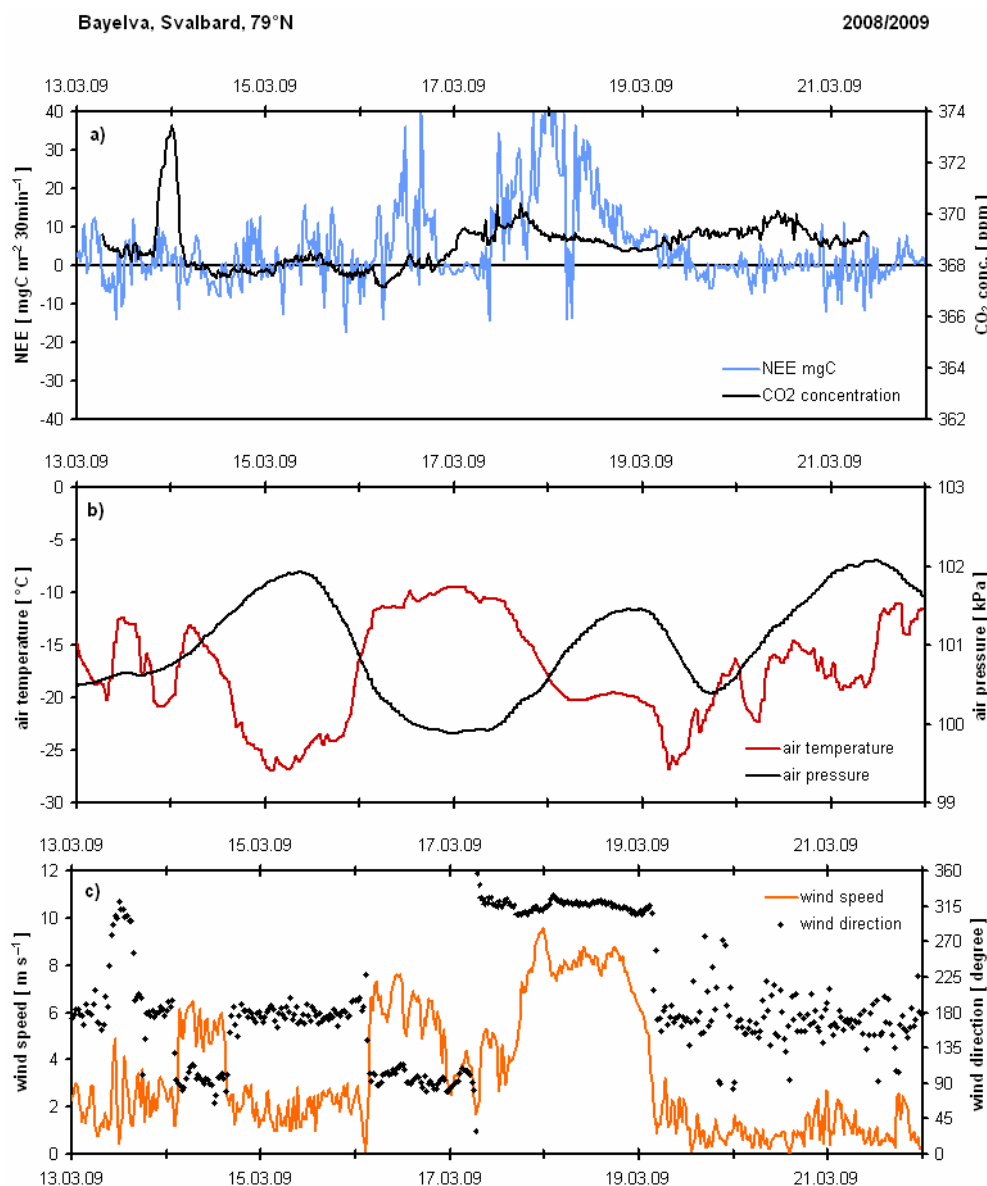 Bayelva, Svalbard, 79°N 2008/2009
13.03.09 15.03.09 17.03.09 19.03.09 21.03.09
a)
40
30
20
10
0
-10
-20
-30
-40
NEE [ mgC m⁻² 30min⁻¹ ]
374
372
370
368
366
364
362
CO₂ conc. [ ppm ]
NEE mgC
CO2 concentration
13.03.09 15.03.09 17.03.09 19.03.09 21.03.09
b)
0
-5
-10
-15
-20
-25
-30
air temperature [ °C ]
103
102
101
100
99
air pressure [ kPa ]
air temperature
air pressure
13.03.09 15.03.09 17.03.09 19.03.09 21.03.09
c)
12
10
8
6
4
2
0
wind speed [ m s⁻¹ ]
360
315
270
225
180
135
90
45
0
wind direction [ degree ]
wind speed
wind direction
13.03.09 15.03.09 17.03.09 19.03.09 21.03.09